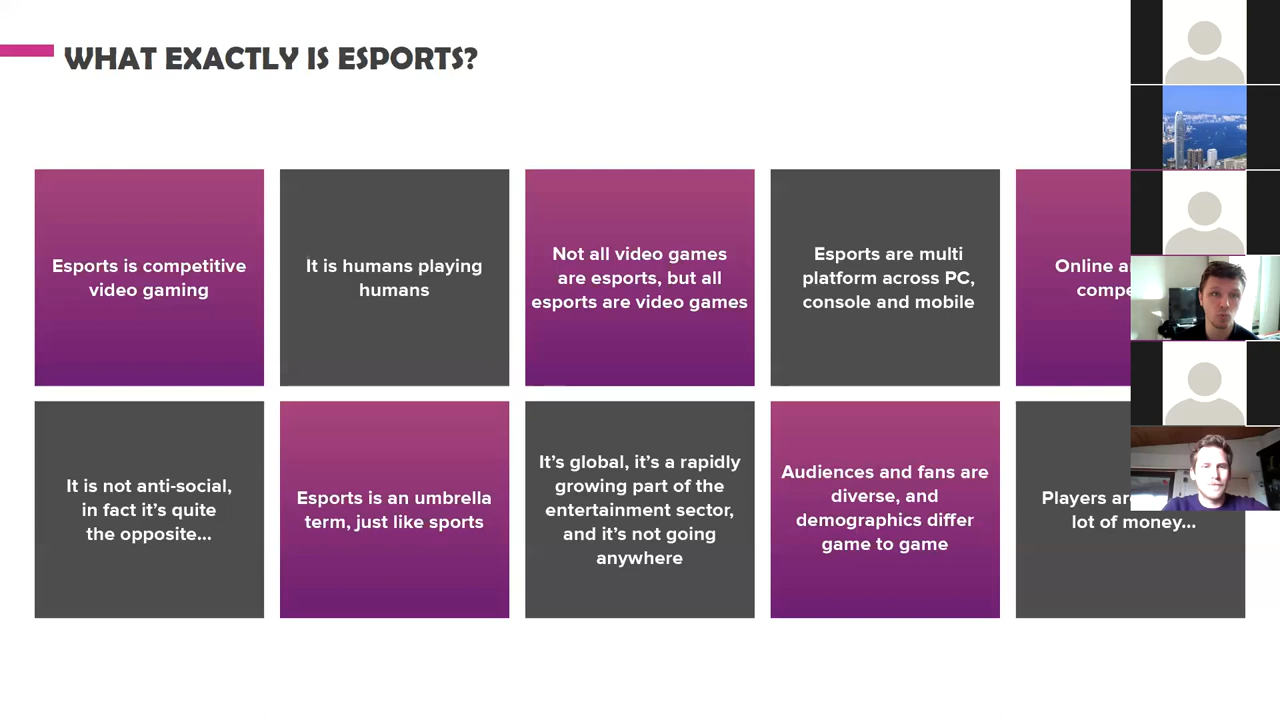 WHAT EXACTLY IS ESPORTS?
Esports is competitive
video gaming
It is humans playing
humans
Not all video games
are esports, but all
esports are video games
Esports are multi
platform across PC,
console and mobile
Online
It is not anti-social,
in fact it’s quite
the opposite...
Esports is an umbrella
term, just like sports
It’s global, it’s a rapidly
growing part of the
entertainment sector,
and it’s not going
anywhere
Audiences and fans are
diverse, and
demographics differ
game to game
Players
lot of money...